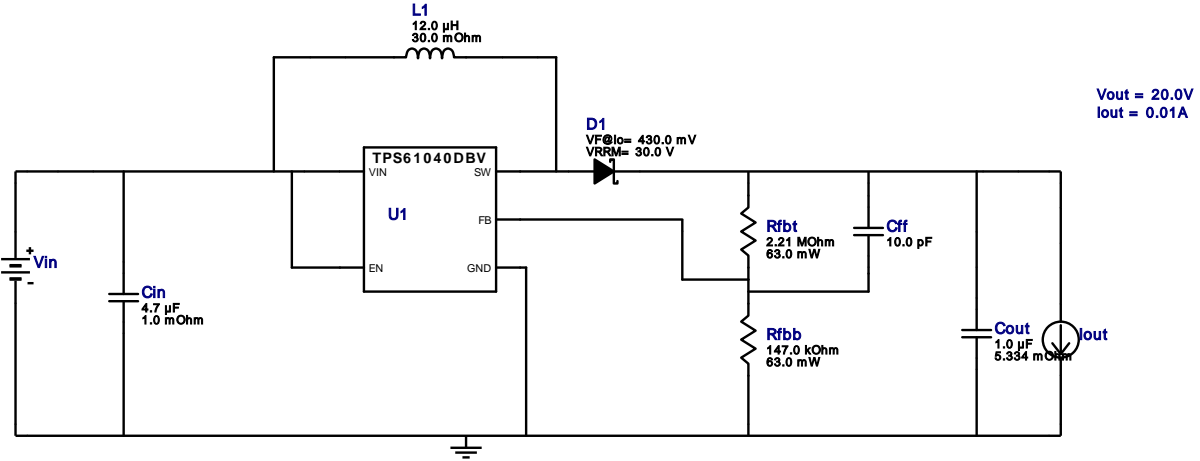 L1
12.0 µH
30.0 mOhm
Vout = 20.0V
Iout = 0.01A
D1
VF@Io= 430.0 mV
VRRM= 30.0 V
TPS61040DBV
VIN
SW
U1
FB
EN
GND
Rfbt
2.21 MOhm
63.0 mW
Cff
10.0 pF
+
Vin
-
Cin
4.7 µF
1.0 mOhm
Rfbb
147.0 kOhm
63.0 mW
Cout
1.0 µF
5.334 mOhm
Iout